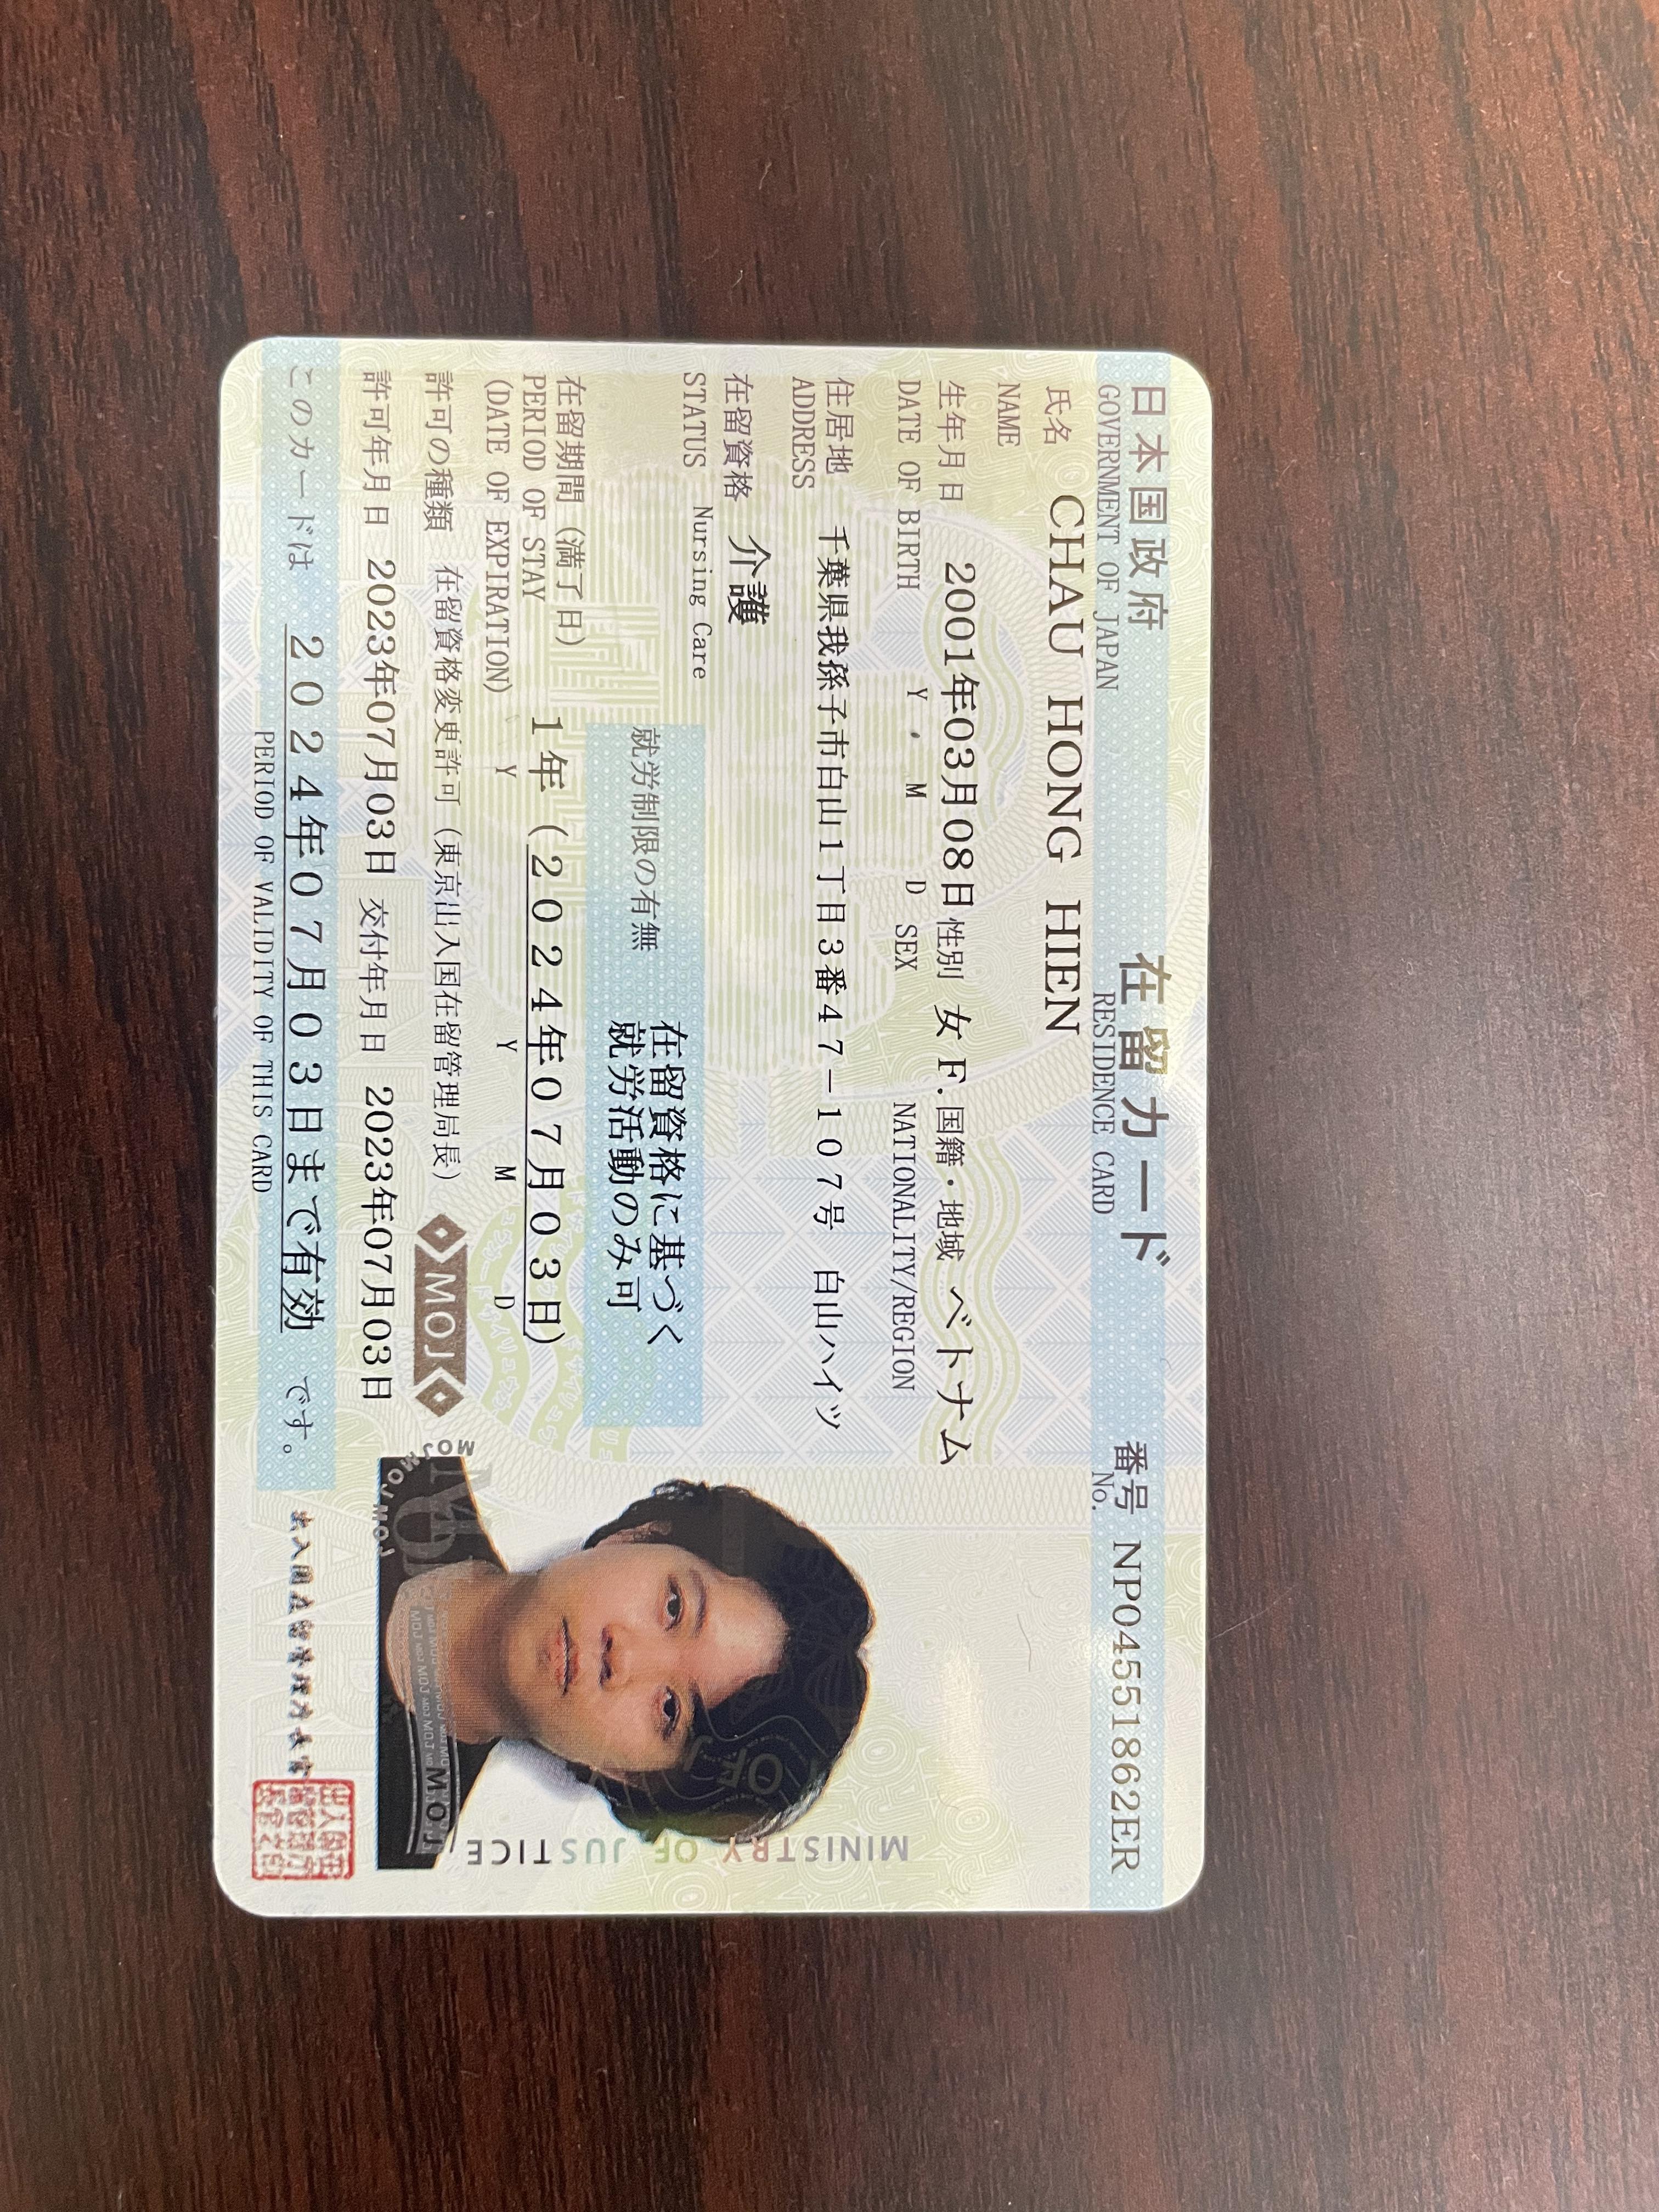 日本国政府 在留カード 番号 NP04551862ER
GOVERNMENT OF JAPAN RESIDENCE CARD No.
氏名 CHAU HONG HIEN
NAME
生年月日 2001年03月08日 性別 女 F. 国籍・地域 ベトナム
DATE OF BIRTH Y M D SEX NATIONALITY/REGION
住居地 千葉県我孫子市白山1丁目3番47-107号 白山ハイツ
ADDRESS
在留資格 介護
STATUS Nursing Care
就労制限の有無 在留資格に基づく
就労活動のみ可
在留期間(満了日) 1年(2024年07月03日)
PERIOD OF STAY
(DATE OF EXPIRATION) Y Y M D
許可の種類 在留資格変更許可(東京出入国在留管理局長)
許可年月日 2023年07月03日 交付年月日 2023年07月03日
このカードは 2024年07月03日まで有効 です。
PERIOD OF VALIDITY OF THIS CARD
MOJ
MINISTRY OF JUSTICE
出入国在留管理庁長官